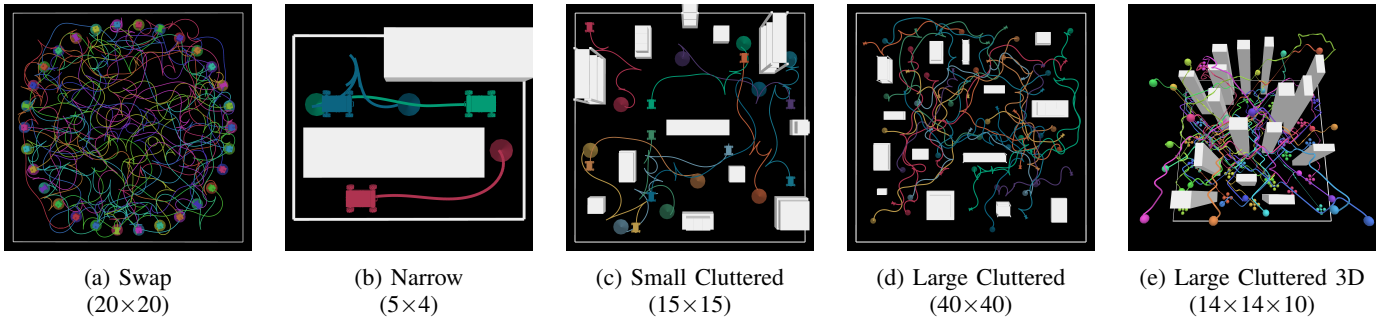 (a) Swap
(20×20)
(b) Narrow
(5×4)
(c) Small Cluttered
(15×15)
(d) Large Cluttered
(40×40)
(e) Large Cluttered 3D
(14×14×10)